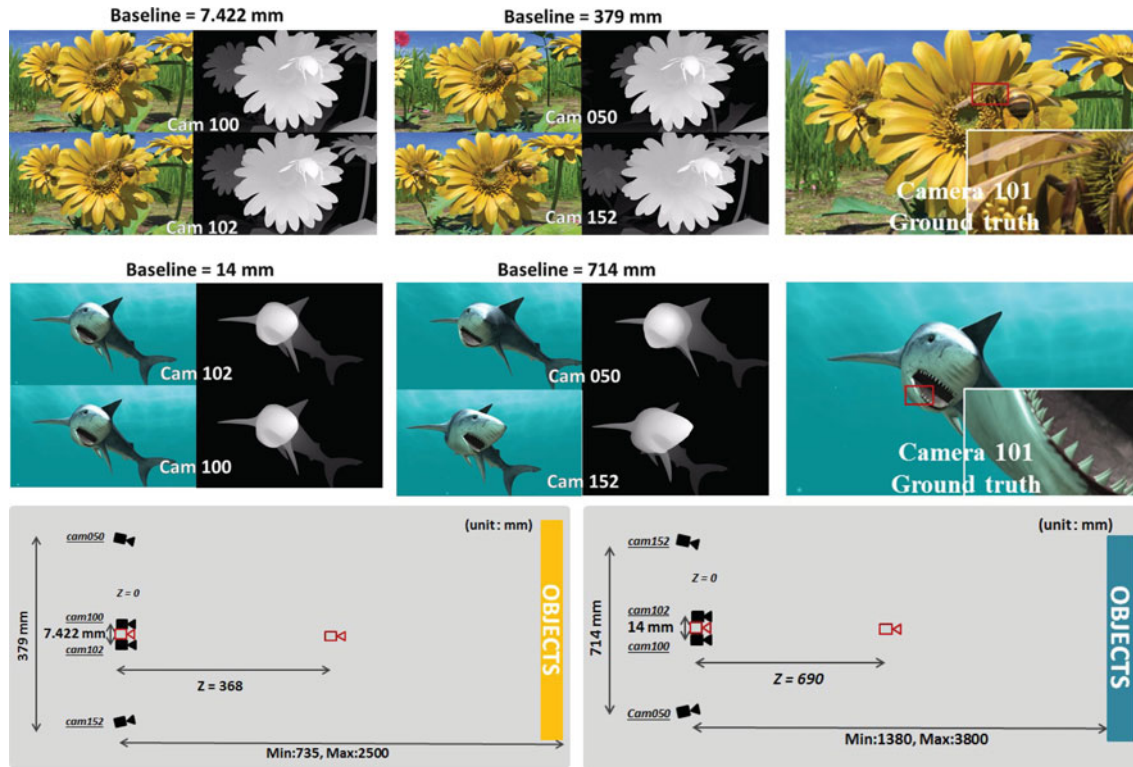 Baseline = 7.422 mm
Baseline = 379 mm
Cam 100
Cam 050
Cam 102
Cam 152
Camera 101
Ground truth
Baseline = 14 mm
Baseline = 714 mm
Cam 102
Cam 050
Cam 100
Cam 152
Camera 101
Ground truth
(unit : mm)
cam050
Z = 0
cam100
7.422 mm
cam102
379 mm
Z = 368
cam152
Min:735, Max:2500
OBJECTS
(unit : mm)
cam152
Z = 0
cam102
14 mm
cam100
714 mm
Z = 690
Cam050
Min:1380, Max:3800
OBJECTS